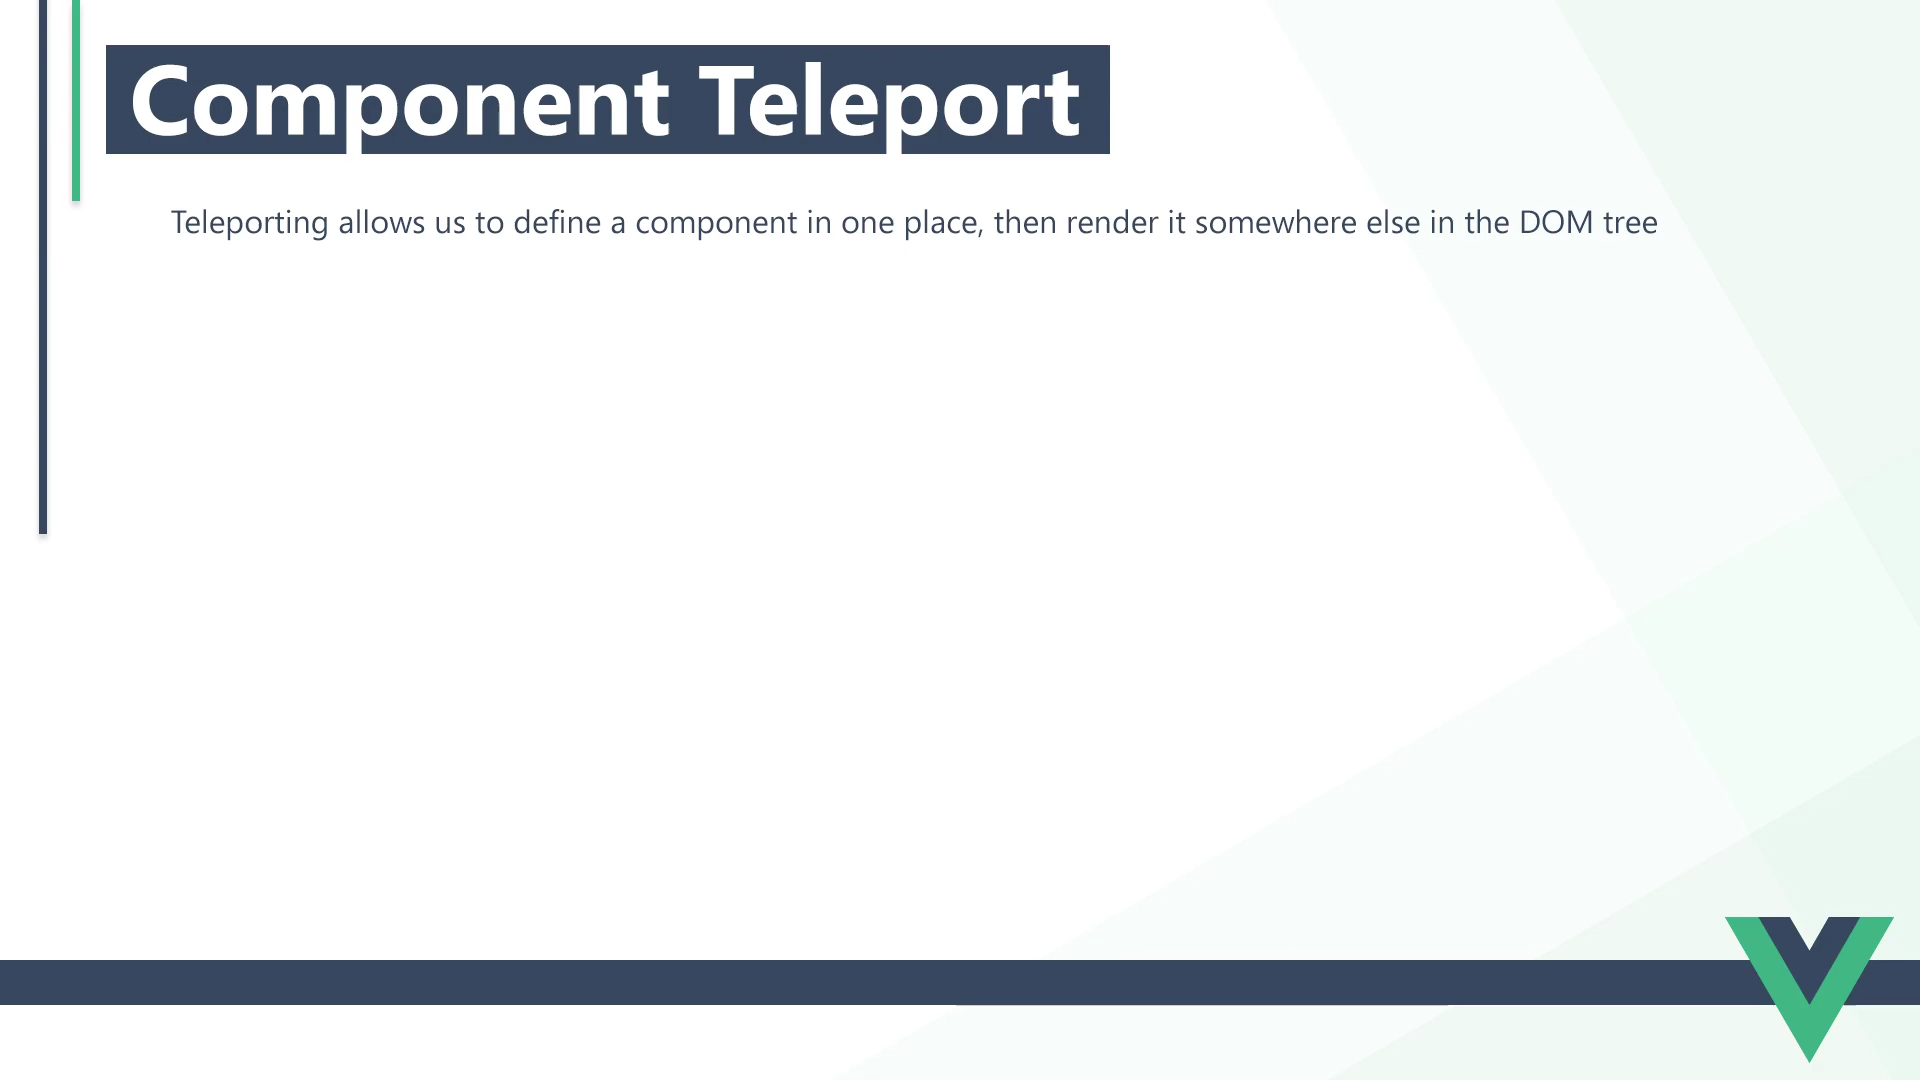 Component Teleport
Teleporting allows us to define a component in one place, then render it somewhere else in the DOM tree